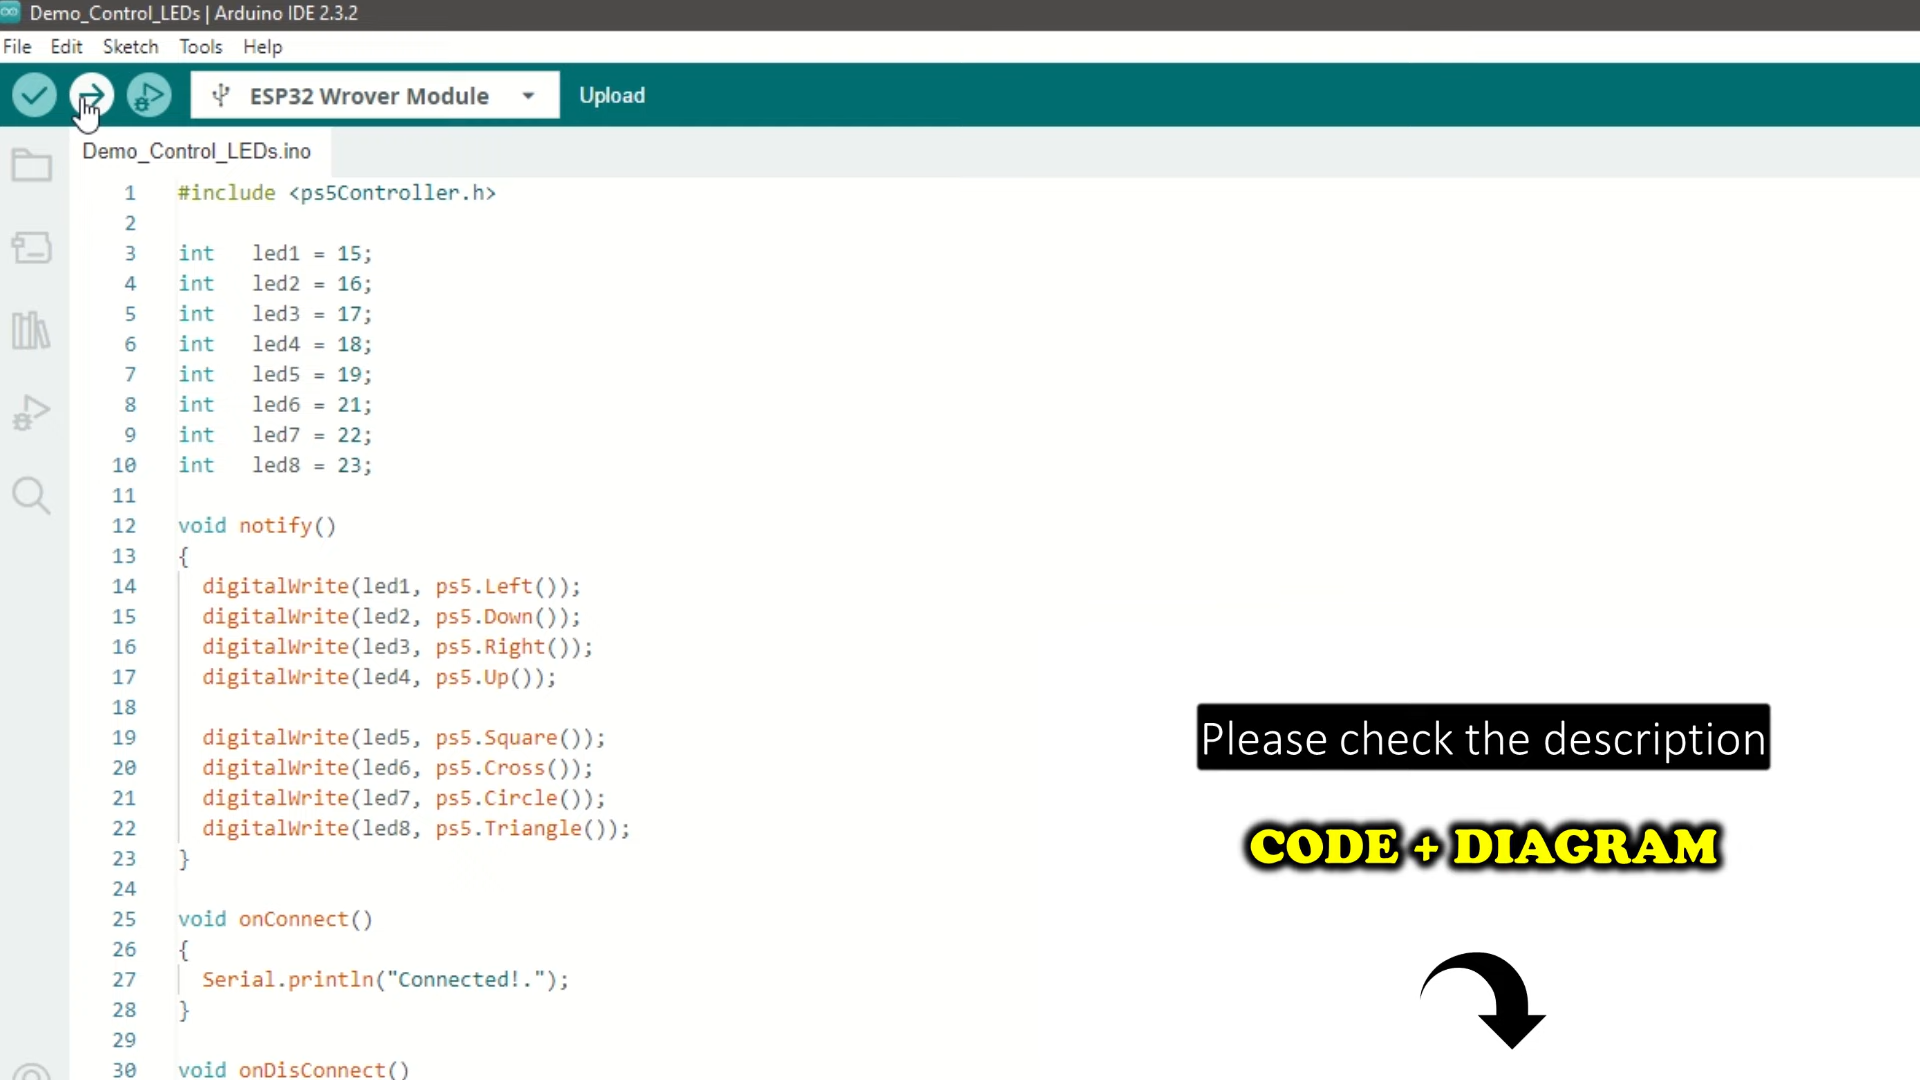 Demo_Control_LEDs | Arduino IDE 2.3.2
File Edit Sketch Tools Help
ESP32 Wrover Module Upload
Demo_Control_LEDs.ino
1 #include <ps5Controller.h>
2
3 int led1 = 15;
4 int led2 = 16;
5 int led3 = 17;
6 int led4 = 18;
7 int led5 = 19;
8 int led6 = 21;
9 int led7 = 22;
10 int led8 = 23;
11
12 void notify()
13 {
14 digitalWrite(led1, ps5.Left());
15 digitalWrite(led2, ps5.Down());
16 digitalWrite(led3, ps5.Right());
17 digitalWrite(led4, ps5.Up());
18
19 digitalWrite(led5, ps5.Square());
20 digitalWrite(led6, ps5.Cross());
21 digitalWrite(led7, ps5.Circle());
22 digitalWrite(led8, ps5.Triangle());
23 }
24
25 void onConnect()
26 {
27 Serial.println("Connected!.");
28 }
29
30 void onDisConnect()
Please check the description
CODE + DIAGRAM